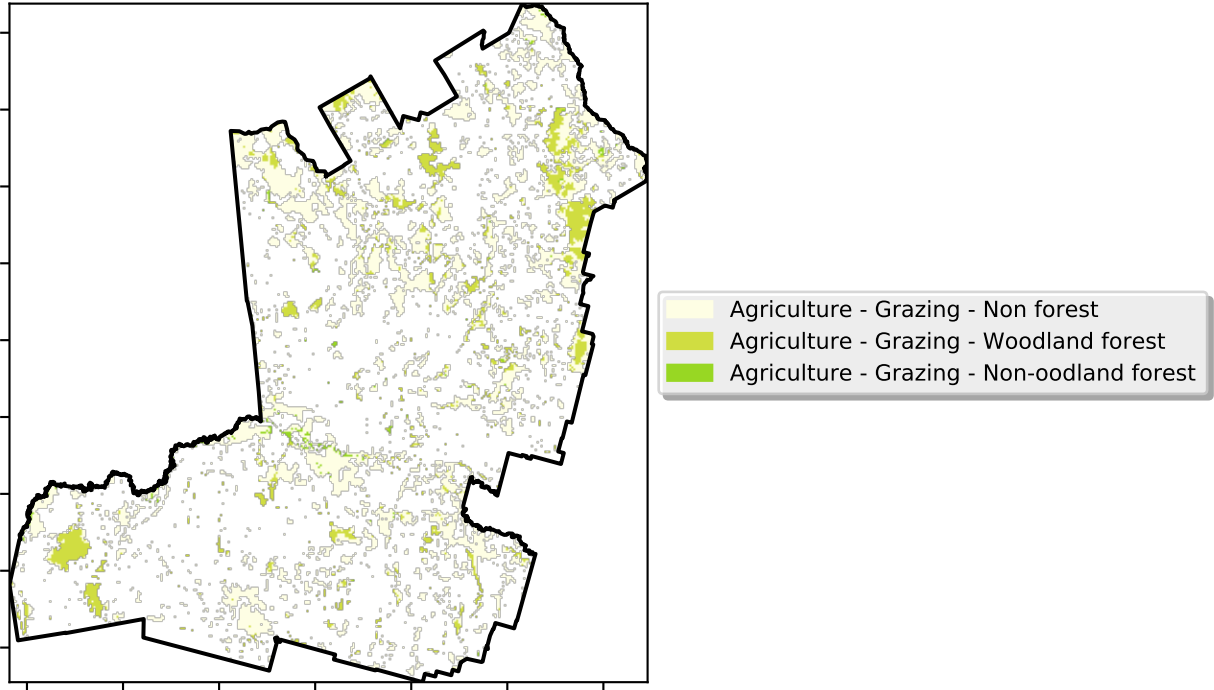 Agriculture - Grazing - Non forest
Agriculture - Grazing - Woodland forest
Agriculture - Grazing - Non-oodland forest